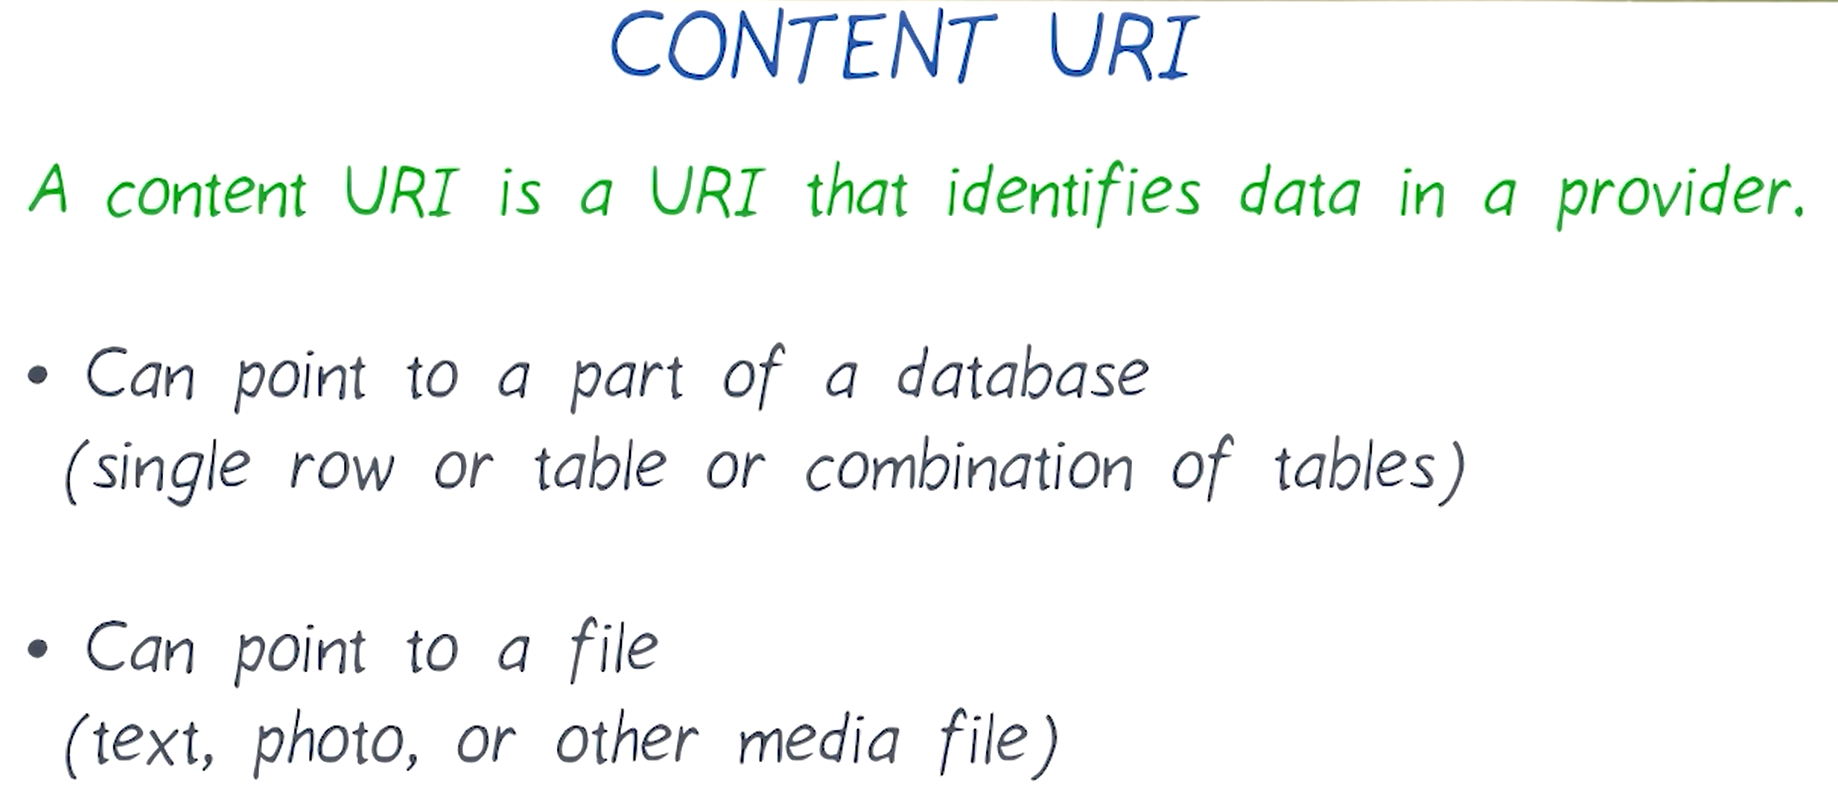 CONTENT URI
A content URI is a URI that identifies data in a provider.
• Can point to a part of a database
(single row or table or combination of tables)
• Can point to a file
(text, photo, or other media file)